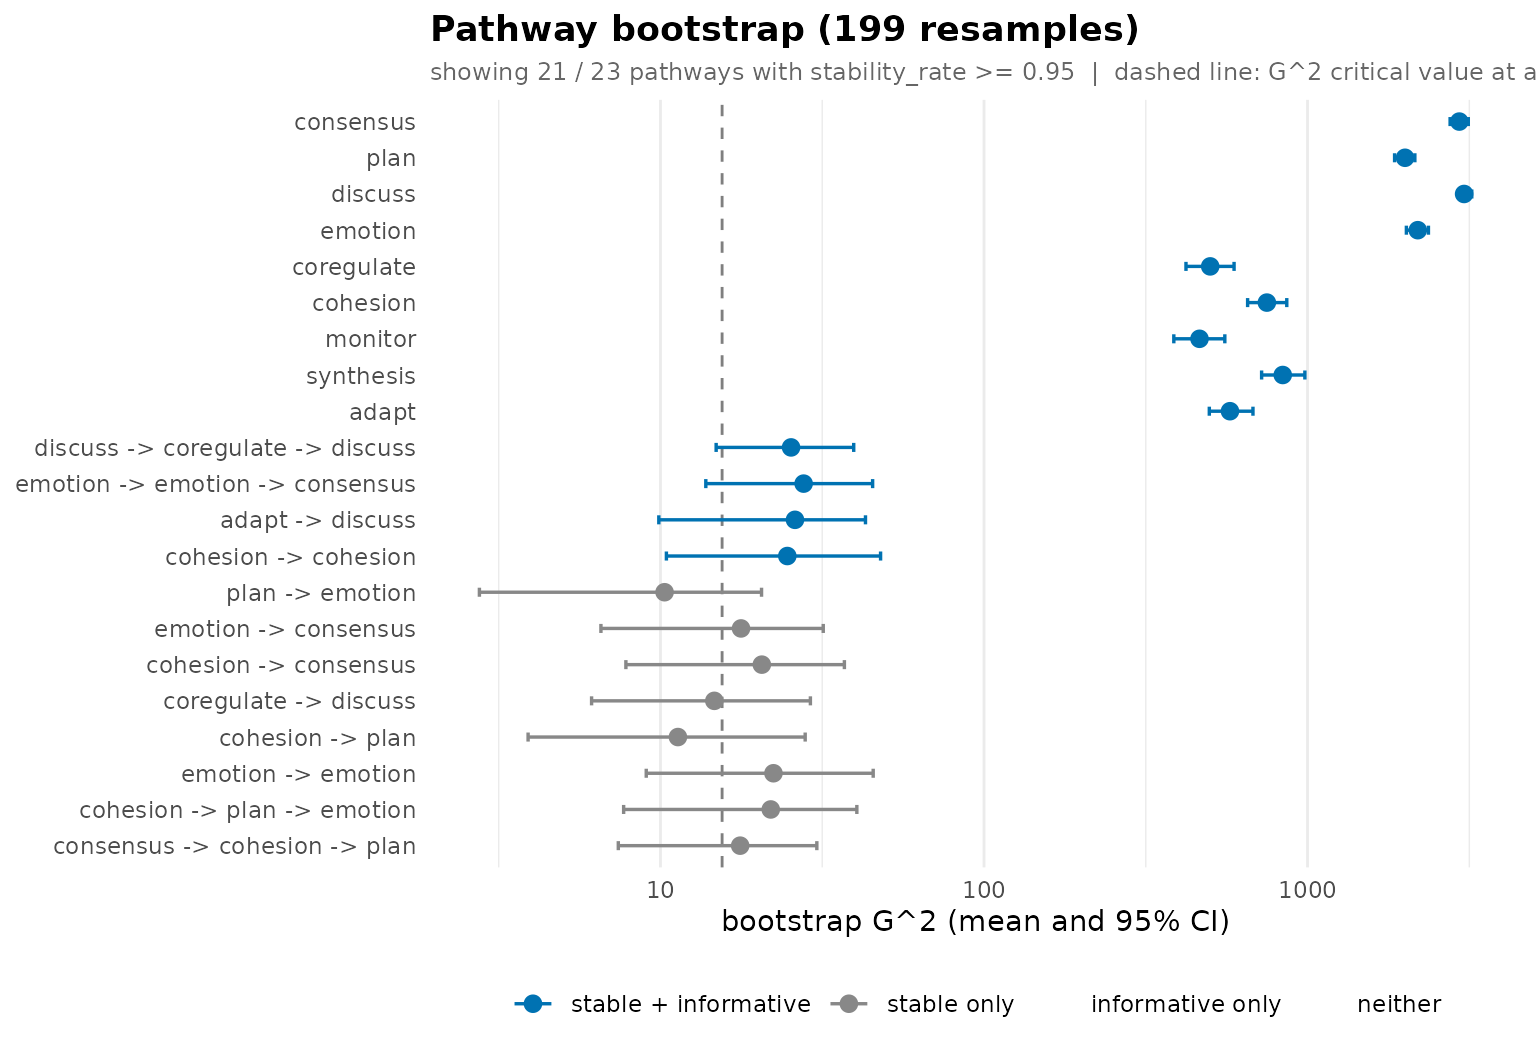 Pathway bootstrap (199 resamples)
showing 21 / 23 pathways with stability_rate >= 0.95 | dashed line: G^2 critical value at a
consensus
plan
discuss
emotion
coregulate
cohesion
monitor
synthesis
adapt
discuss -> coregulate -> discuss
emotion -> emotion -> consensus
adapt -> discuss
cohesion -> cohesion
plan -> emotion
emotion -> consensus
cohesion -> consensus
coregulate -> discuss
cohesion -> plan
emotion -> emotion
cohesion -> plan -> emotion
consensus -> cohesion -> plan
10 100 1000
bootstrap G^2 (mean and 95% CI)
stable + informative stable only informative only neither